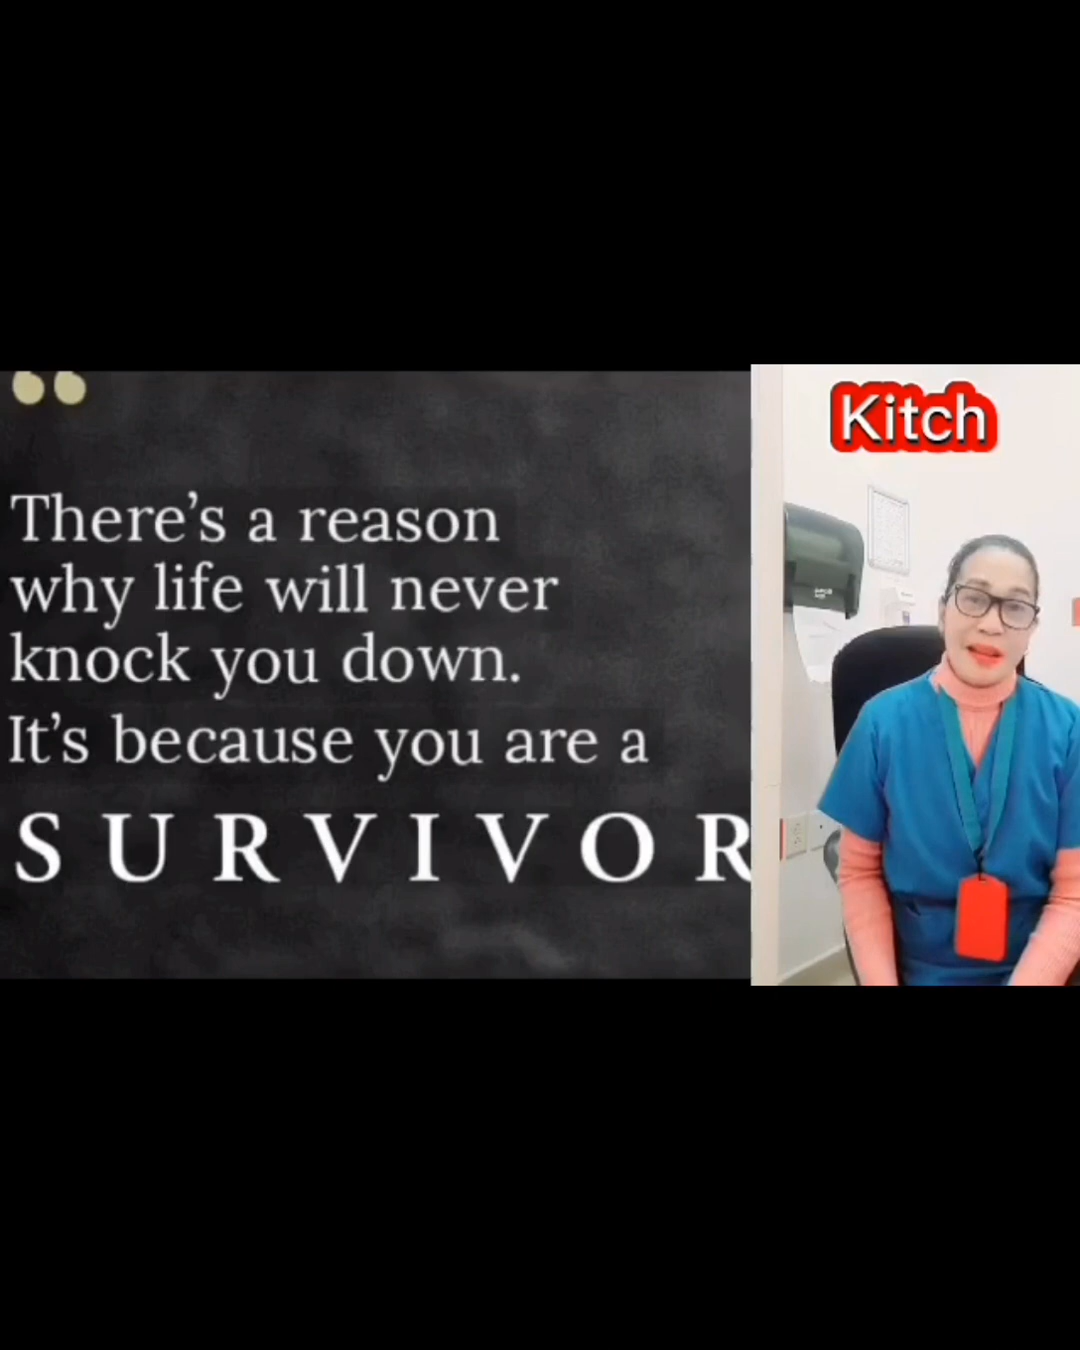 “
There’s a reason
why life will never
knock you down.
It’s because you are a
SURVIVOR
Kitch